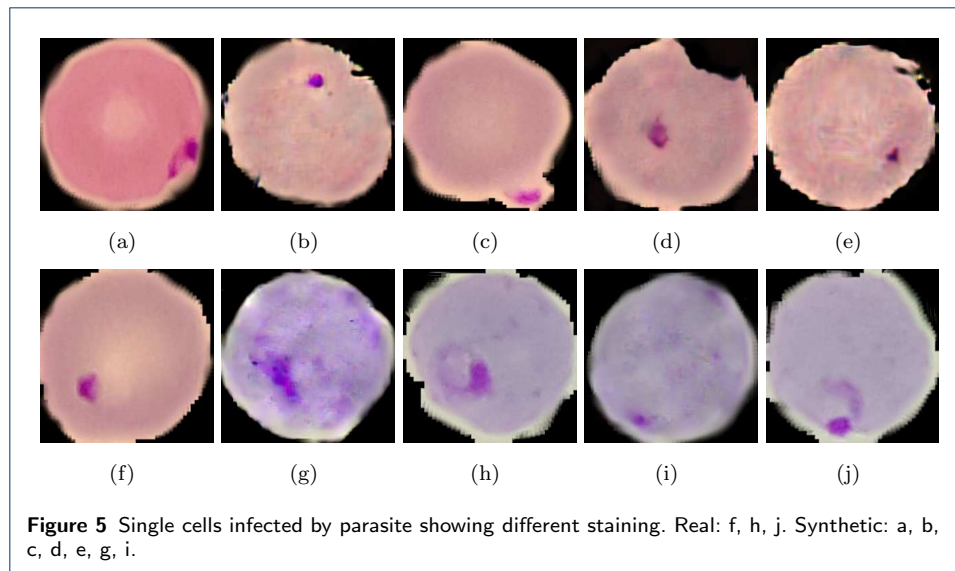 (a) (b) (c) (d) (e)
(f) (g) (h) (i) (j)
Figure 5 Single cells infected by parasite showing different staining. Real: f, h, j. Synthetic: a, b,
c, d, e, g, i.